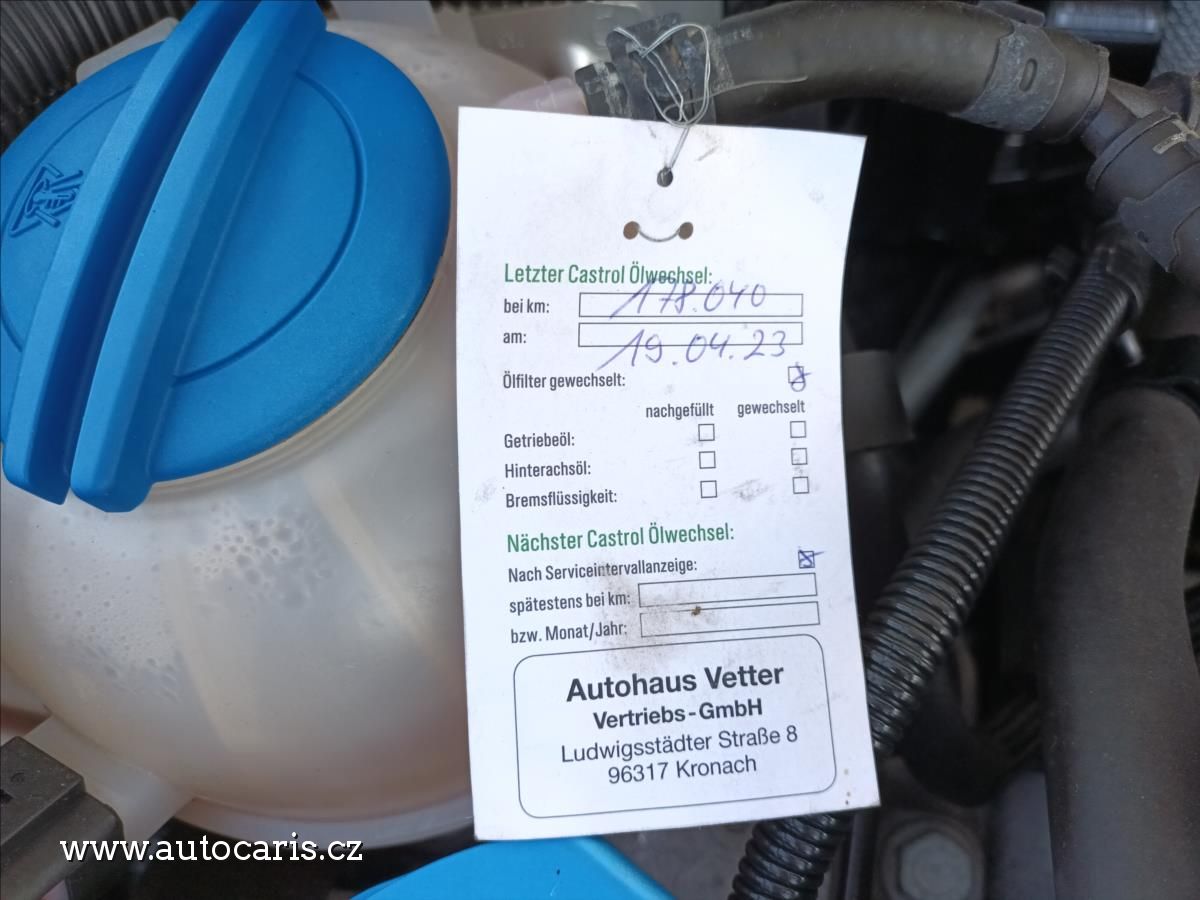 Letzter Castrol Ölwechsel:
bei km: 178.040
am: 19.04.23
Ölfilter gewechselt:
nachgefüllt gewechselt
Getriebeöl:
Hinterachsöl:
Bremsflüssigkeit:
Nächster Castrol Ölwechsel:
Nach Serviceintervallanzeige:
spätestens bei km:
bzw. Monat/Jahr:
Autohaus Vetter
Vertriebs-GmbH
Ludwigsstädter Straße 8
96317 Kronach
www.autocaris.cz